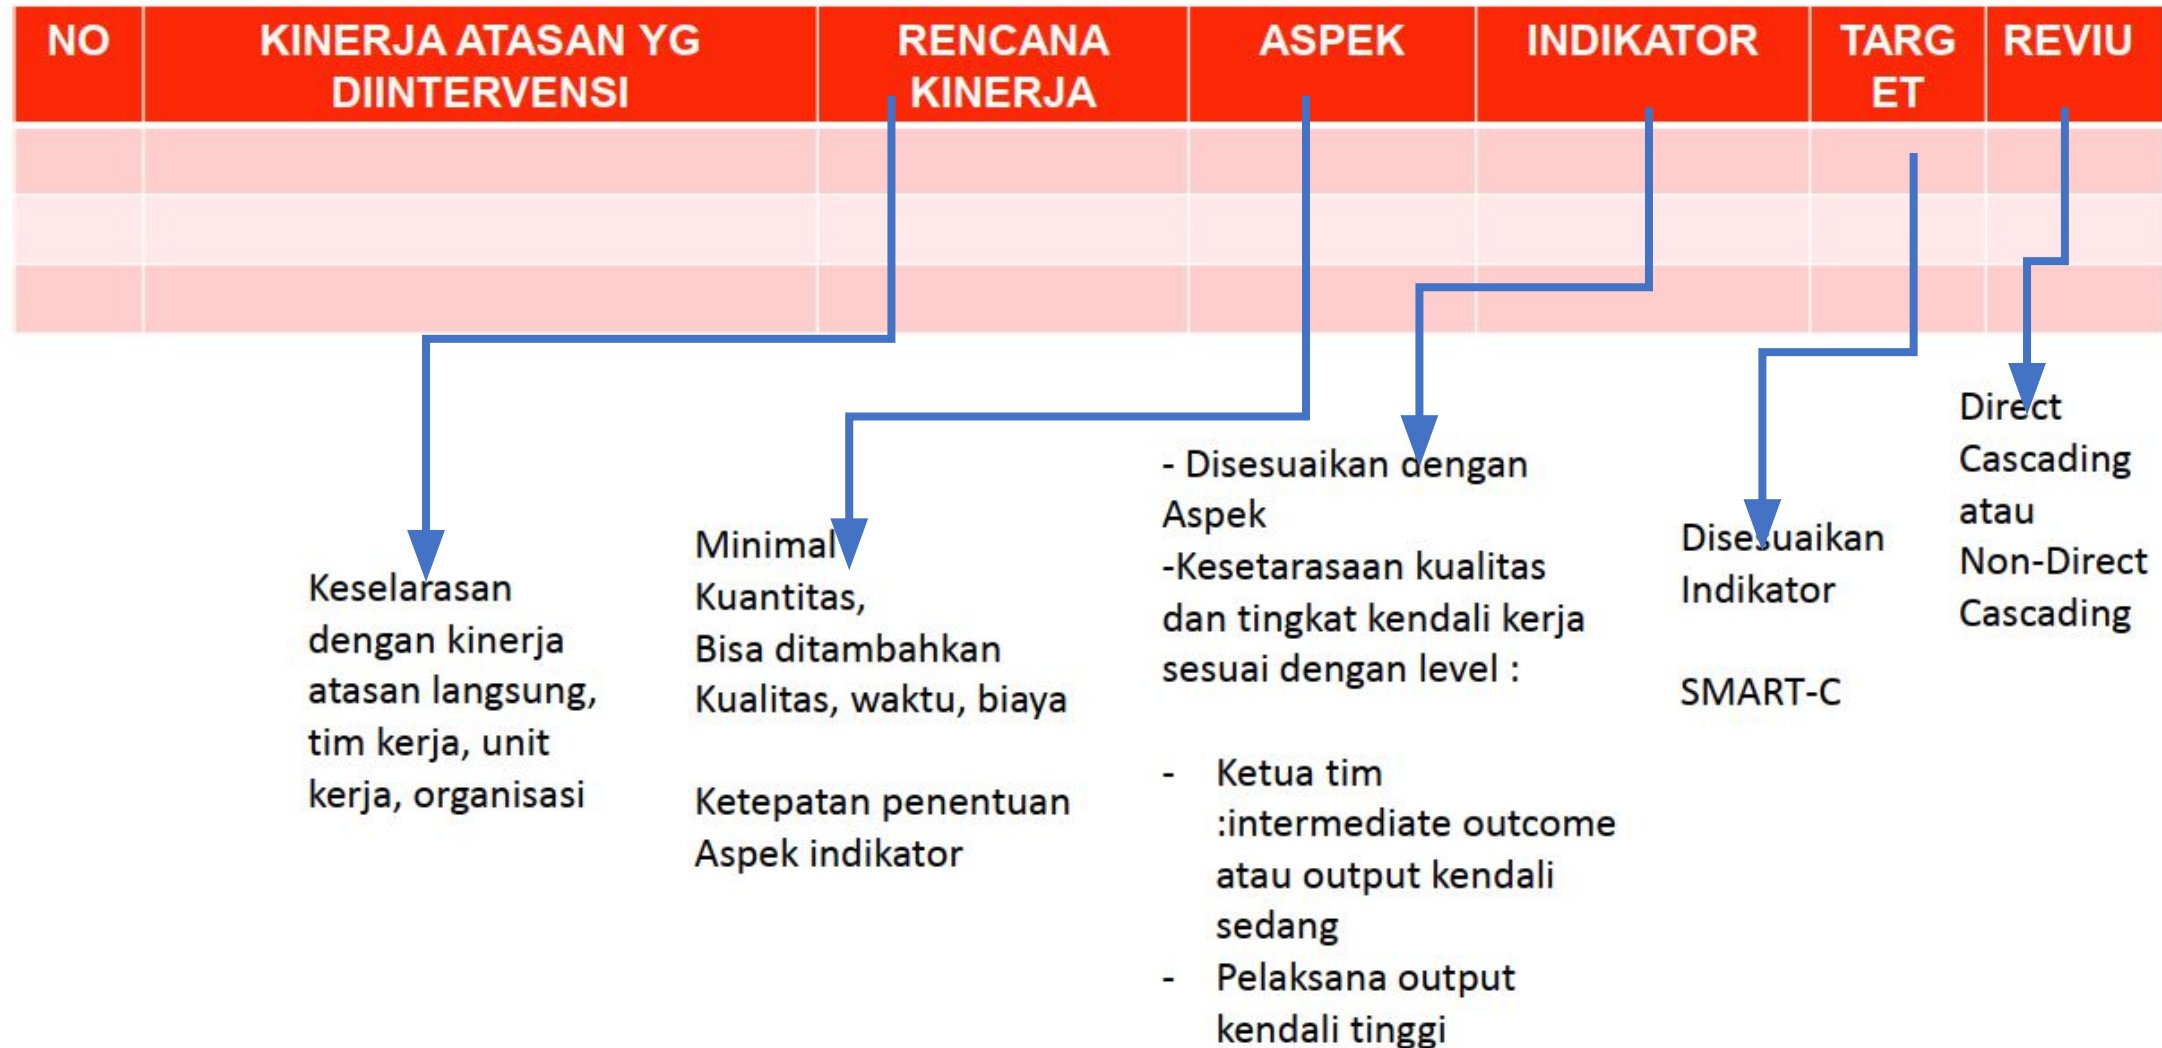 NO
KINERJA ATASAN YG
DIINTERVENSI
RENCANA
KINERJA
ASPEK
INDIKATOR
TARG
ET
REVIU
Keselarasan
dengan kinerja
atasan langsung,
tim kerja, unit
kerja, organisasi
Minimal
Kuantitas,
Bisa ditambahkan
Kualitas, waktu, biaya
Ketepatan penentuan
Aspek indikator
- Disesuaikan dengan
Aspek
-Kesetarasaan kualitas
dan tingkat kendali kerja
sesuai dengan level :
- Ketua tim
:intermediate outcome
atau output kendali
sedang
- Pelaksana output
kendali tinggi
Disesuaikan
Indikator
SMART-C
Direct
Cascading
atau
Non-Direct
Cascading